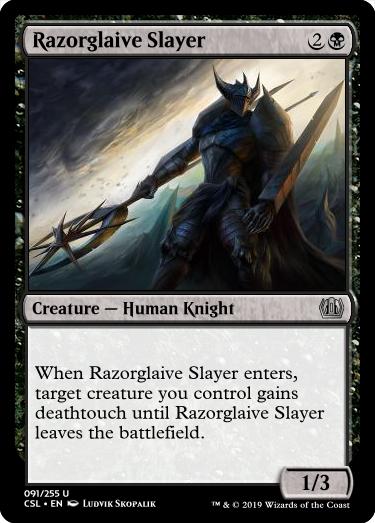 Razorglaive Slayer 2
Creature — Human Knight
When Razorglaive Slayer enters,
target creature you control gains
deathtouch until Razorglaive Slayer
leaves the battlefield.
1/3
091/255 U
CSL • EN Ludvik Skopalik
™ & © 2019 Wizards of the Coast